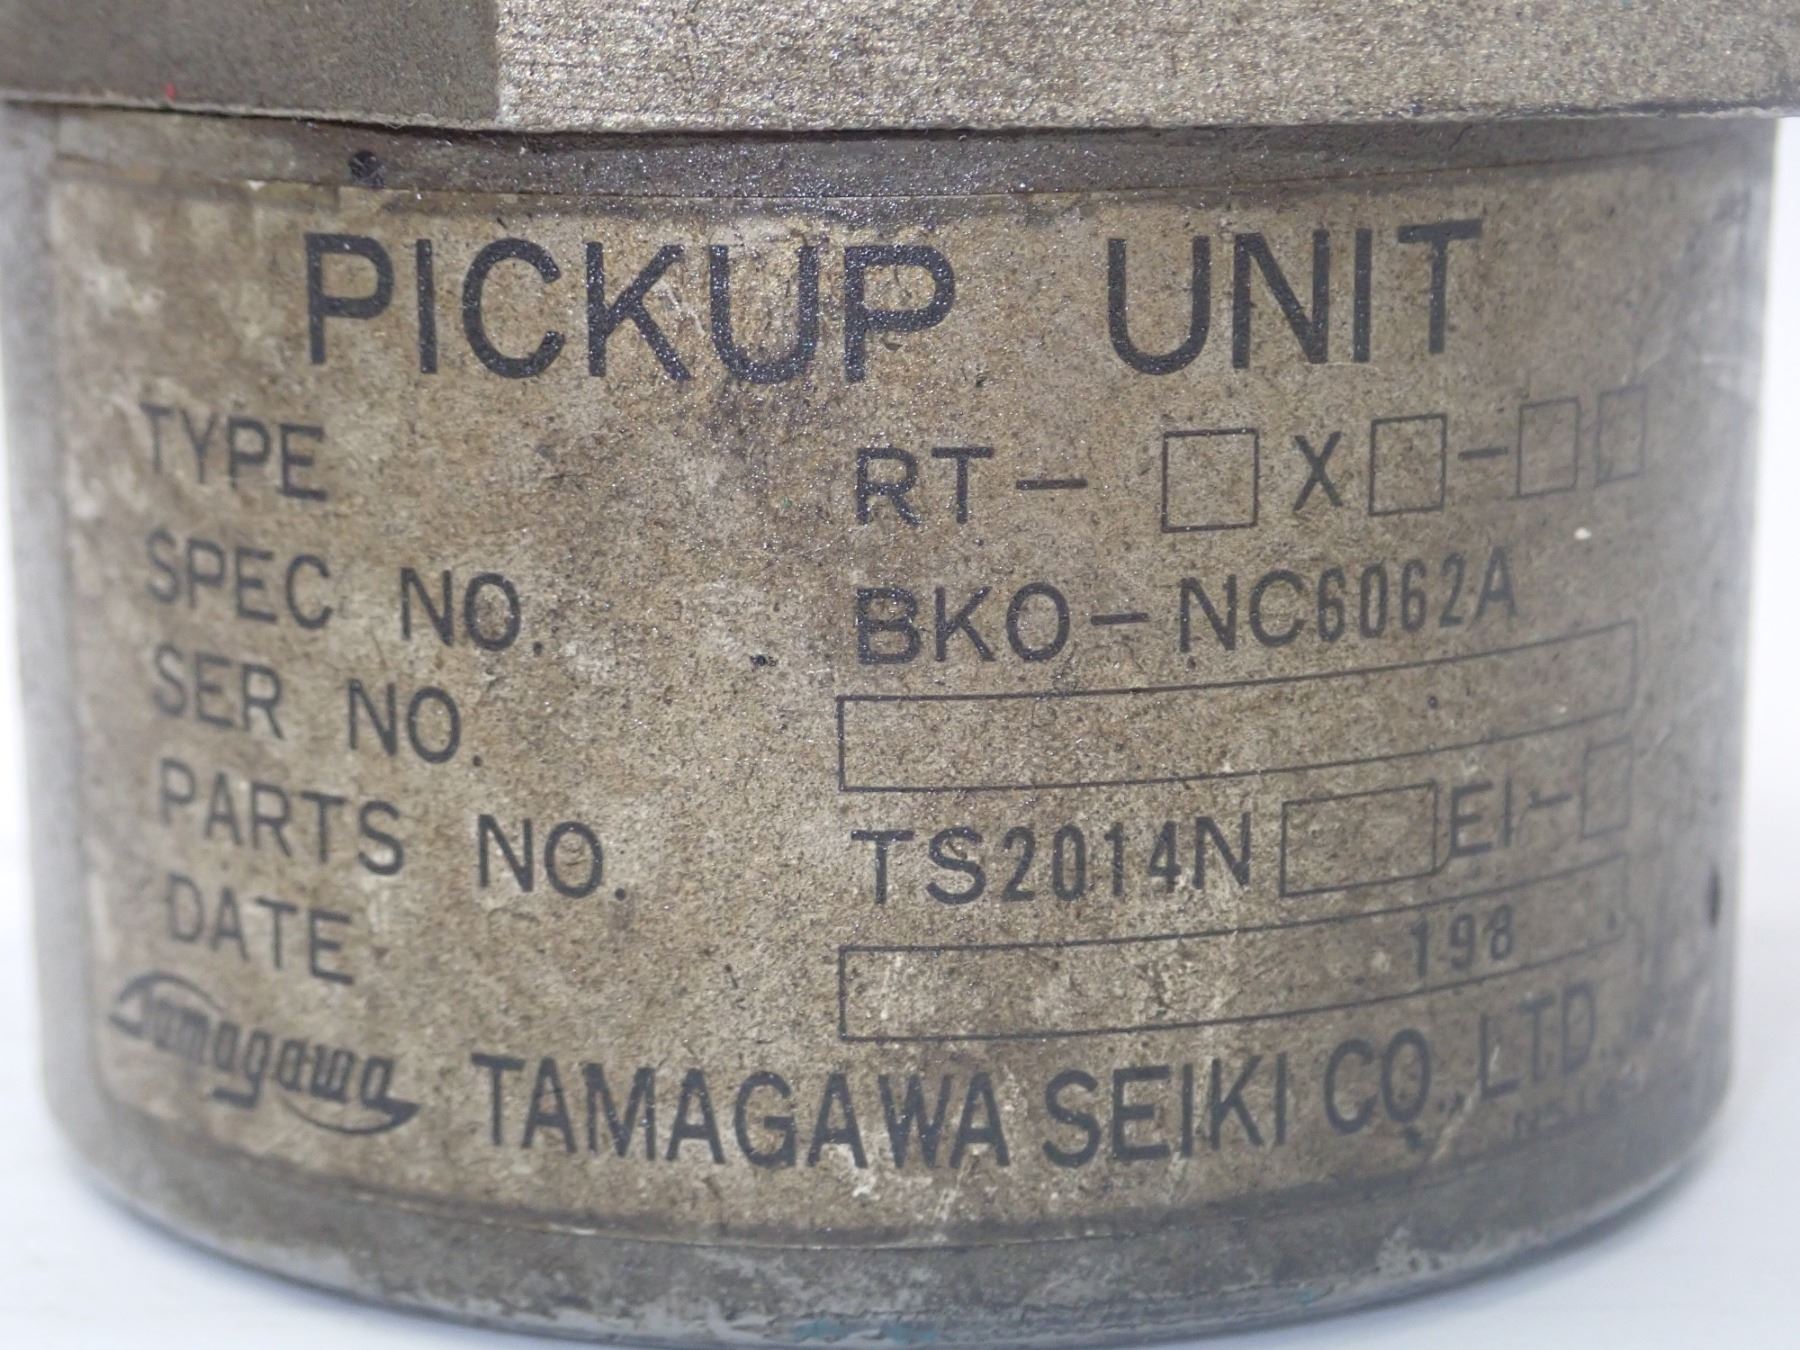 PICKUP UNIT
TYPE RT-□X□-□□
SPEC NO. BKO-NC6062A
SER NO.
PARTS NO. TS2014N□E1-□
DATE 198
Tamagawa TAMAGAWA SEIKI CO., LTD.